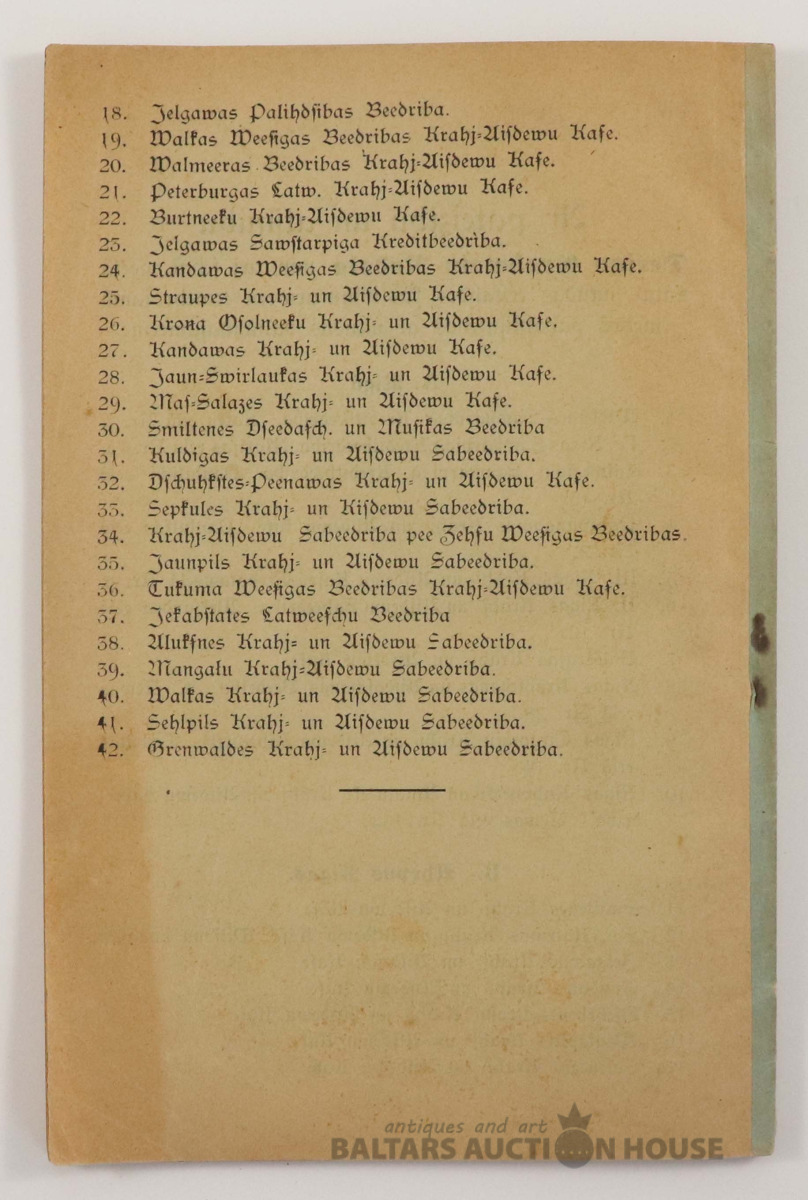 18. Jelgawas Palihdſibas Beedriba.
19. Walkas Weeſigas Beedribas Krahj-Aiſdewu Kaſe.
20. Walmeeras Beedribas Krahj-Aiſdewu Kaſe.
21. Peterburgas Latw. Krahj-Aiſdewu Kaſe.
22. Burtneeku Krahj-Aiſdewu Kaſe.
23. Jelgawas Sawſtarpiga Kreditbeedriba.
24. Kandawas Weeſigas Beedribas Krahj-Aiſdewu Kaſe.
25. Straupes Krahj- un Aiſdewu Kaſe.
26. Krona Oſolneeku Krahj- un Aiſdewu Kaſe.
27. Kandawas Krahj- un Aiſdewu Kaſe.
28. Jaun-Swirlaukas Krahj- un Aiſdewu Kaſe.
29. Maſ-Salazes Krahj- un Aiſdewu Kaſe.
30. Smiltenes Dſeedaſch. un Muſikas Beedriba
31. Kuldigas Krahj- un Aiſdewu Sabeedriba.
32. Dſchuhkſtes-Peenawas Krahj- un Aiſdewu Kaſe.
33. Sepkules Krahj- un Kiſdewu Sabeedriba.
34. Krahj-Aiſdewu Sabeedriba pee Zehſu Weeſigas Beedribas.
35. Jaunpils Krahj- un Aiſdewu Sabeedriba.
36. Tukuma Weeſigas Beedribas Krahj-Aiſdewu Kaſe.
37. Jekabſtates Latweeſchu Beedriba
38. Alukſnes Krahj- un Aiſdewu Sabeedriba.
39. Mangaļu Krahj-Aiſdewu Sabeedriba.
40. Walkas Krahj- un Aiſdewu Sabeedriba.
41. Sehlpils Krahj- un Aiſdewu Sabeedriba.
42. Grenwaldes Krahj- un Aiſdewu Sabeedriba.
antiques and art
BALTARS AUCTION HOUSE